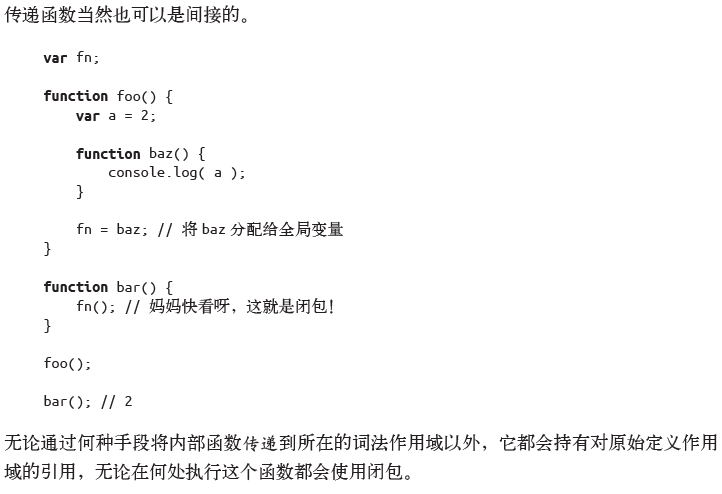 传递函数当然也可以是间接的。
var fn;
function foo() {
var a = 2;
function baz() {
console.log( a );
}
fn = baz; // 将 baz 分配给全局变量
}
function bar() {
fn(); // 妈妈快看呀，这就是闭包！
}
foo();
bar(); // 2
无论通过何种手段将内部函数传递到所在的词法作用域以外，它都会持有对原始定义作用
域的引用，无论在何处执行这个函数都会使用闭包。